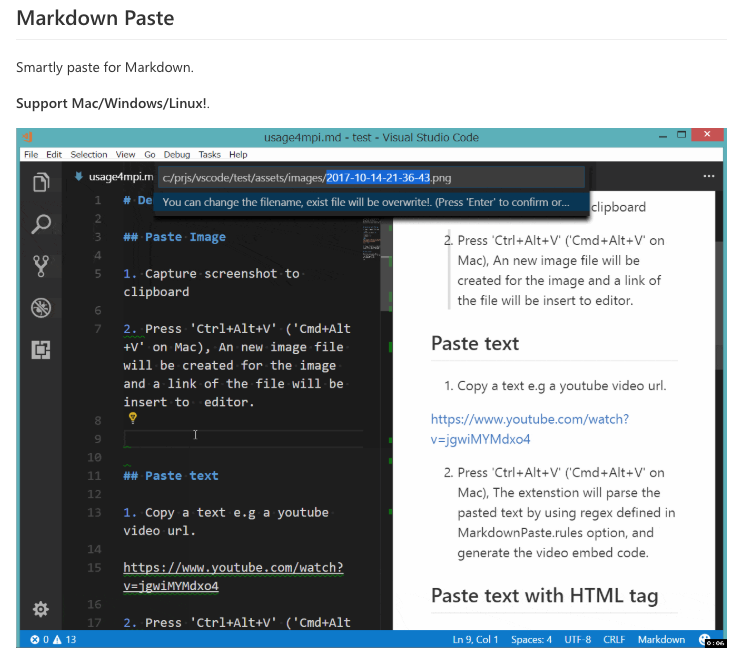 Markdown Paste
Smartly paste for Markdown.
Support Mac/Windows/Linux!.
usage4mpi.md - test - Visual Studio Code
File Edit Selection View Go Debug Tasks Help
usage4mpi.m
c:/prjs/vscode/test/assets/images/2017-10-14-21-36-43.png
You can change the filename, exist file will be overwrite!. (Press 'Enter' to confirm or...
1 # De
2
3 ## Paste Image
4
5 1. Capture screenshot to
clipboard
6
7 2. Press 'Ctrl+Alt+V' ('Cmd+Alt
+V' on Mac), An new image file
will be created for the image
and a link of the file will be
insert to editor.
8
9
10
11 ## Paste text
12
13 1. Copy a text e.g a youtube
video url.
14
15 https://www.youtube.com/watch?
v=jgwiMYMdxo4
16
17 2. Press 'Ctrl+Alt+V' ('Cmd+Alt
clipboard
2. Press 'Ctrl+Alt+V' ('Cmd+Alt+V' on
Mac), An new image file will be
created for the image and a link of
the file will be insert to editor.
Paste text
1. Copy a text e.g a youtube video url.
https://www.youtube.com/watch?
v=jgwiMYMdxo4
2. Press 'Ctrl+Alt+V' ('Cmd+Alt+V' on
Mac), The extenstion will parse the
pasted text by using regex defined in
MarkdownPaste.rules option, and
generate the video embed code.
Paste text with HTML tag
0 13
Ln 9, Col 1 Spaces: 4 UTF-8 CRLF Markdown
0:06